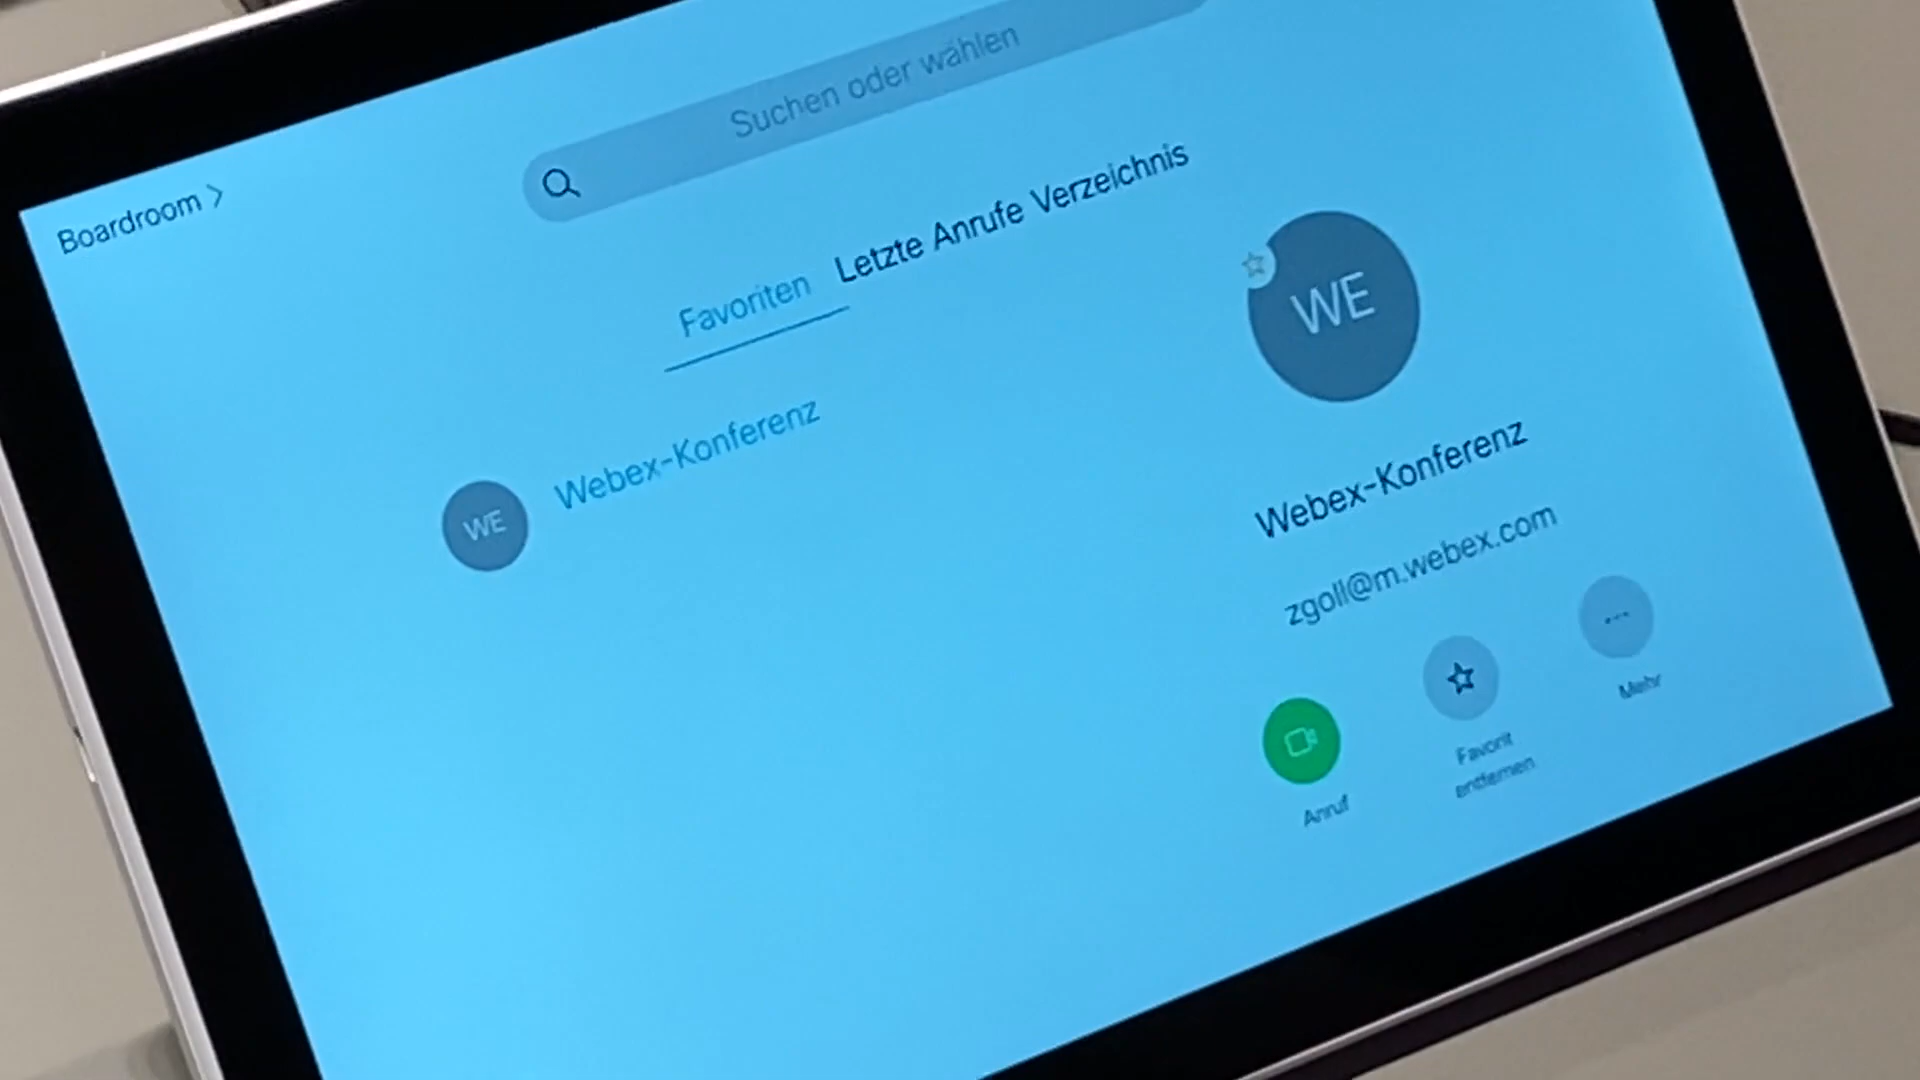 Suchen oder wählen
Boardroom
Favoriten Letzte Anrufe Verzeichnis
WE Webex-Konferenz
WE
Webex-Konferenz
zgoll@m.webex.com
Anruf
Favorit
entfernen
Mehr